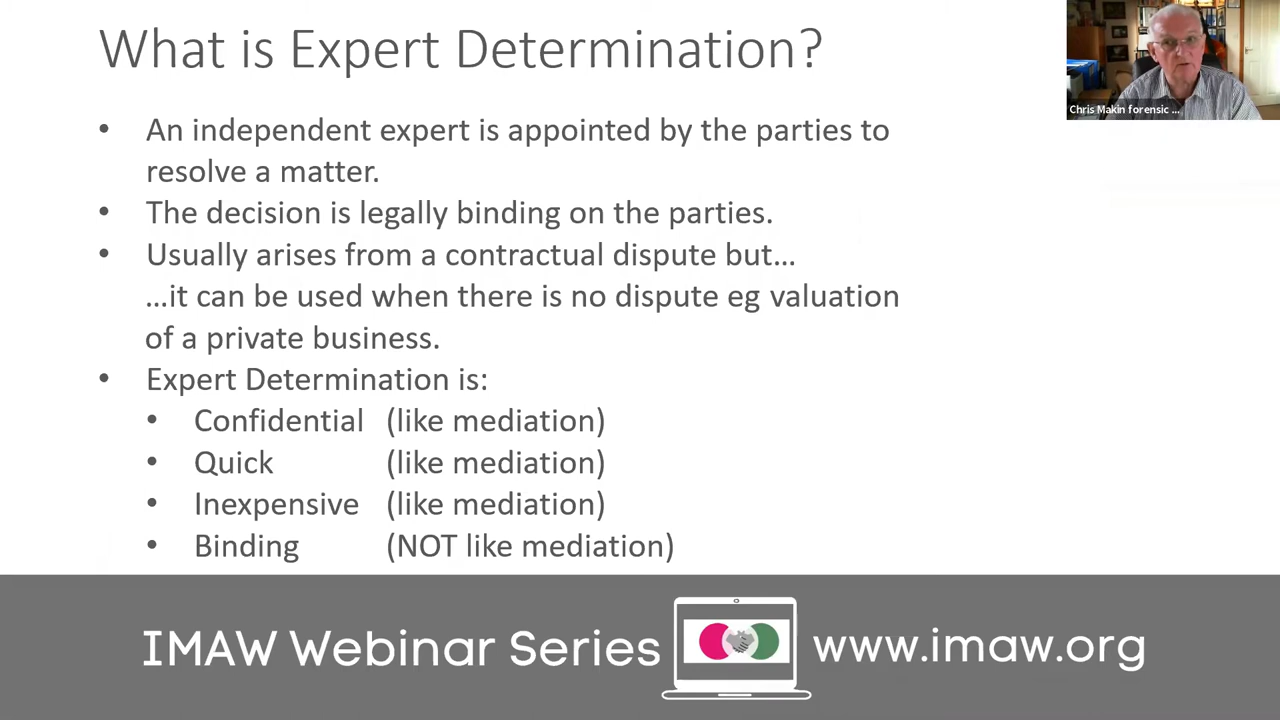 What is Expert Determination?
Chris Makin forensic ...
• An independent expert is appointed by the parties to
resolve a matter.
• The decision is legally binding on the parties.
• Usually arises from a contractual dispute but...
...it can be used when there is no dispute eg valuation
of a private business.
• Expert Determination is:
• Confidential (like mediation)
• Quick (like mediation)
• Inexpensive (like mediation)
• Binding (NOT like mediation)
IMAW Webinar Series www.imaw.org